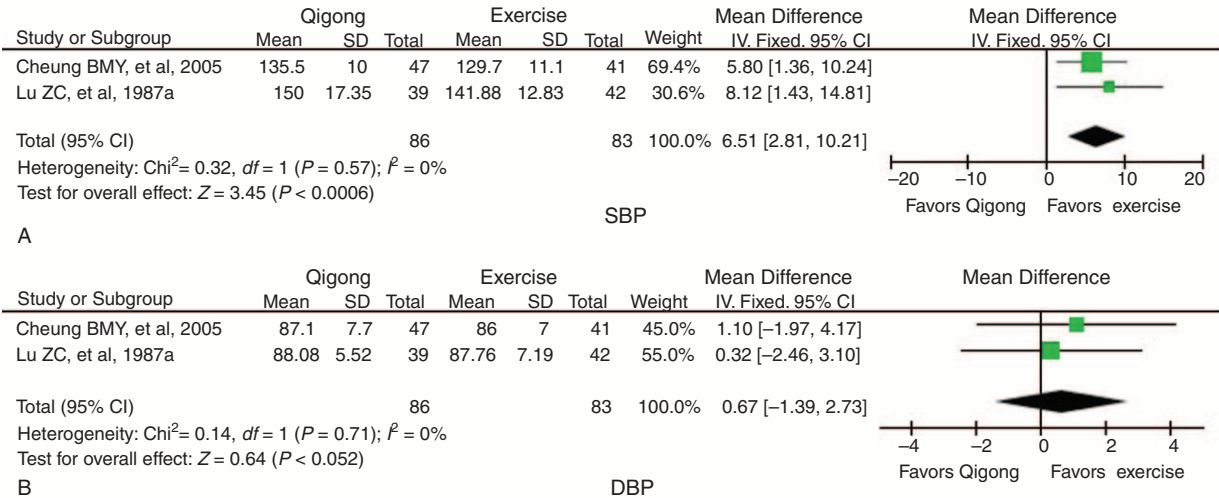 Qigong Exercise Mean Difference Mean Difference
Study or Subgroup Mean SD Total Mean SD Total Weight IV. Fixed. 95% CI IV. Fixed. 95% CI
Cheung BMY, et al, 2005 135.5 10 47 129.7 11.1 41 69.4% 5.80 [1.36, 10.24]
Lu ZC, et al, 1987a 150 17.35 39 141.88 12.83 42 30.6% 8.12 [1.43, 14.81]
Total (95% CI) 86 83 100.0% 6.51 [2.81, 10.21]
Heterogeneity: Chi²= 0.32, df = 1 (P = 0.57); I² = 0%
Test for overall effect: Z = 3.45 (P < 0.0006)
–20 –10 0 10 20
Favors Qigong Favors exercise
SBP
A
Qigong Exercise Mean Difference Mean Difference
Study or Subgroup Mean SD Total Mean SD Total Weight IV. Fixed. 95% CI
Cheung BMY, et al, 2005 87.1 7.7 47 86 7 41 45.0% 1.10 [–1.97, 4.17]
Lu ZC, et al, 1987a 88.08 5.52 39 87.76 7.19 42 55.0% 0.32 [–2.46, 3.10]
Total (95% CI) 86 83 100.0% 0.67 [–1.39, 2.73]
Heterogeneity: Chi²= 0.14, df = 1 (P = 0.71); I² = 0%
Test for overall effect: Z = 0.64 (P < 0.052)
–4 –2 0 2 4
Favors Qigong Favors exercise
B
DBP